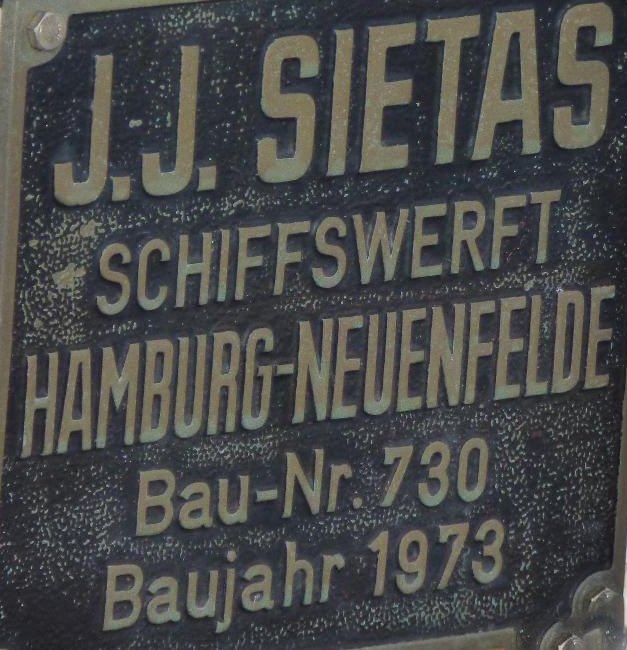 J.J. SIETAS
SCHIFFSWERFT
HAMBURG-NEUENFELDE
Bau-Nr. 730
Baujahr 1973